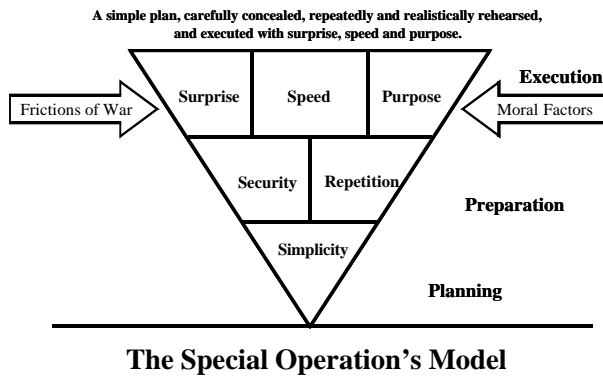 A simple plan, carefully concealed, repeatedly and realistically rehearsed,
and executed with surprise, speed and purpose.
Execution
Surprise
Speed
Purpose
Frictions of War
Moral Factors
Security
Repetition
Preparation
Simplicity
Planning
The Special Operation's Model